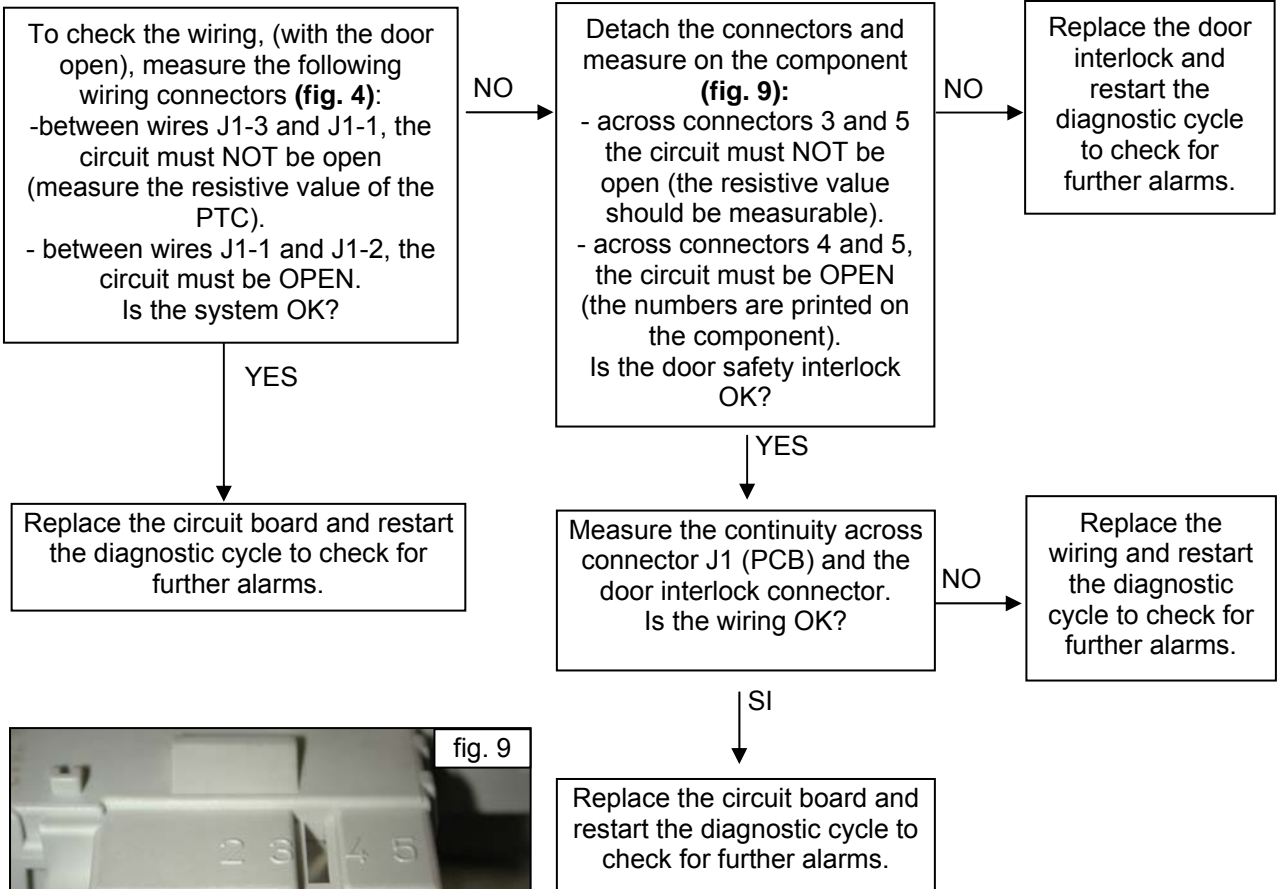 To check the wiring, (with the door
open), measure the following
wiring connectors (fig. 4):
-between wires J1-3 and J1-1, the
circuit must NOT be open
(measure the resistive value of the
PTC).
- between wires J1-1 and J1-2, the
circuit must be OPEN.
Is the system OK?
NO
Detach the connectors and
measure on the component
(fig. 9):
- across connectors 3 and 5
the circuit must NOT be
open (the resistive value
should be measurable).
- across connectors 4 and 5,
the circuit must be OPEN
(the numbers are printed on
the component).
Is the door safety interlock
OK?
NO
Replace the door
interlock and
restart the
diagnostic cycle
to check for
further alarms.
YES
Replace the circuit board and restart
the diagnostic cycle to check for
further alarms.
YES
Measure the continuity across
connector J1 (PCB) and the
door interlock connector.
Is the wiring OK?
NO
Replace the
wiring and restart
the diagnostic
cycle to check for
further alarms.
SI
Replace the circuit board and
restart the diagnostic cycle to
check for further alarms.
fig. 9
2 3 4 5